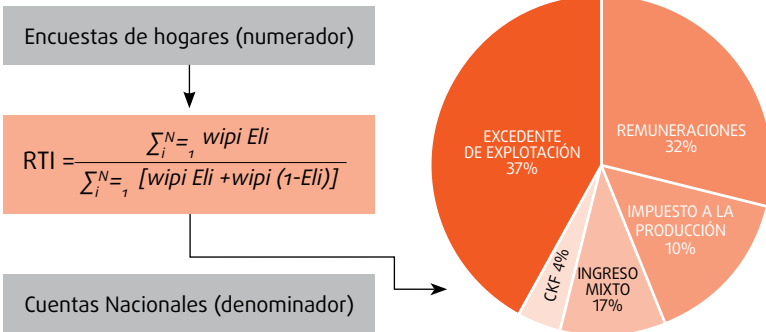 Encuestas de hogares (numerador)
RTI = ∑ᵢᴺ=₁ wipi Eli
∑ᵢᴺ=₁ [wipi Eli +wipi (1-Eli)]
Cuentas Nacionales (denominador)
EXCEDENTE
DE EXPLOTACIÓN
37%
REMUNERACIONES
32%
IMPUESTO A LA
PRODUCCIÓN
10%
INGRESO
MIXTO
17%
CKF 4%